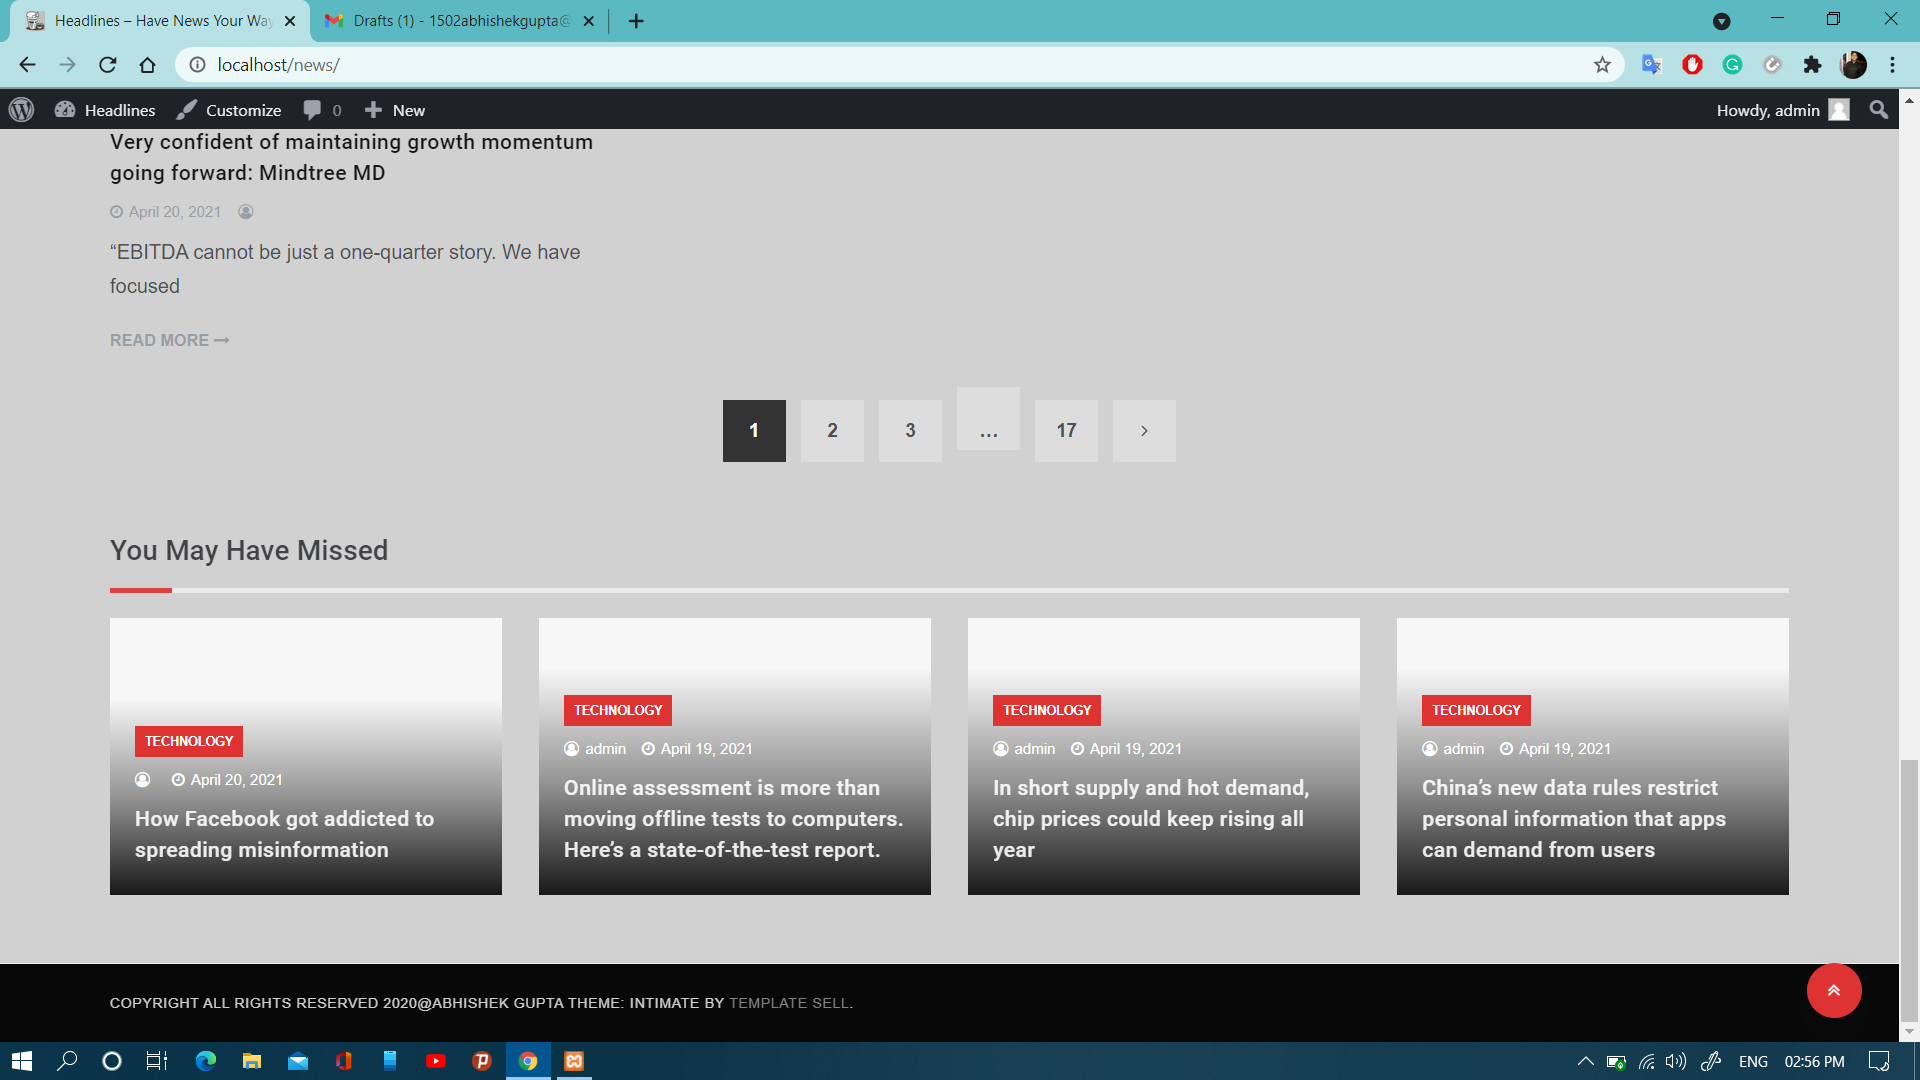 Headlines – Have News Your Way
Drafts (1) - 1502abhishekgupta@
localhost/news/
Headlines
Customize
0
New
Howdy, admin
Very confident of maintaining growth momentum
going forward: Mindtree MD
April 20, 2021
“EBITDA cannot be just a one-quarter story. We have
focused
READ MORE
1 2 3 … 17
You May Have Missed
TECHNOLOGY
April 20, 2021
How Facebook got addicted to
spreading misinformation
TECHNOLOGY
admin April 19, 2021
Online assessment is more than
moving offline tests to computers.
Here’s a state-of-the-test report.
TECHNOLOGY
admin April 19, 2021
In short supply and hot demand,
chip prices could keep rising all
year
TECHNOLOGY
admin April 19, 2021
China’s new data rules restrict
personal information that apps
can demand from users
COPYRIGHT ALL RIGHTS RESERVED 2020@ABHISHEK GUPTA THEME: INTIMATE BY TEMPLATE SELL.
ENG
02:56 PM